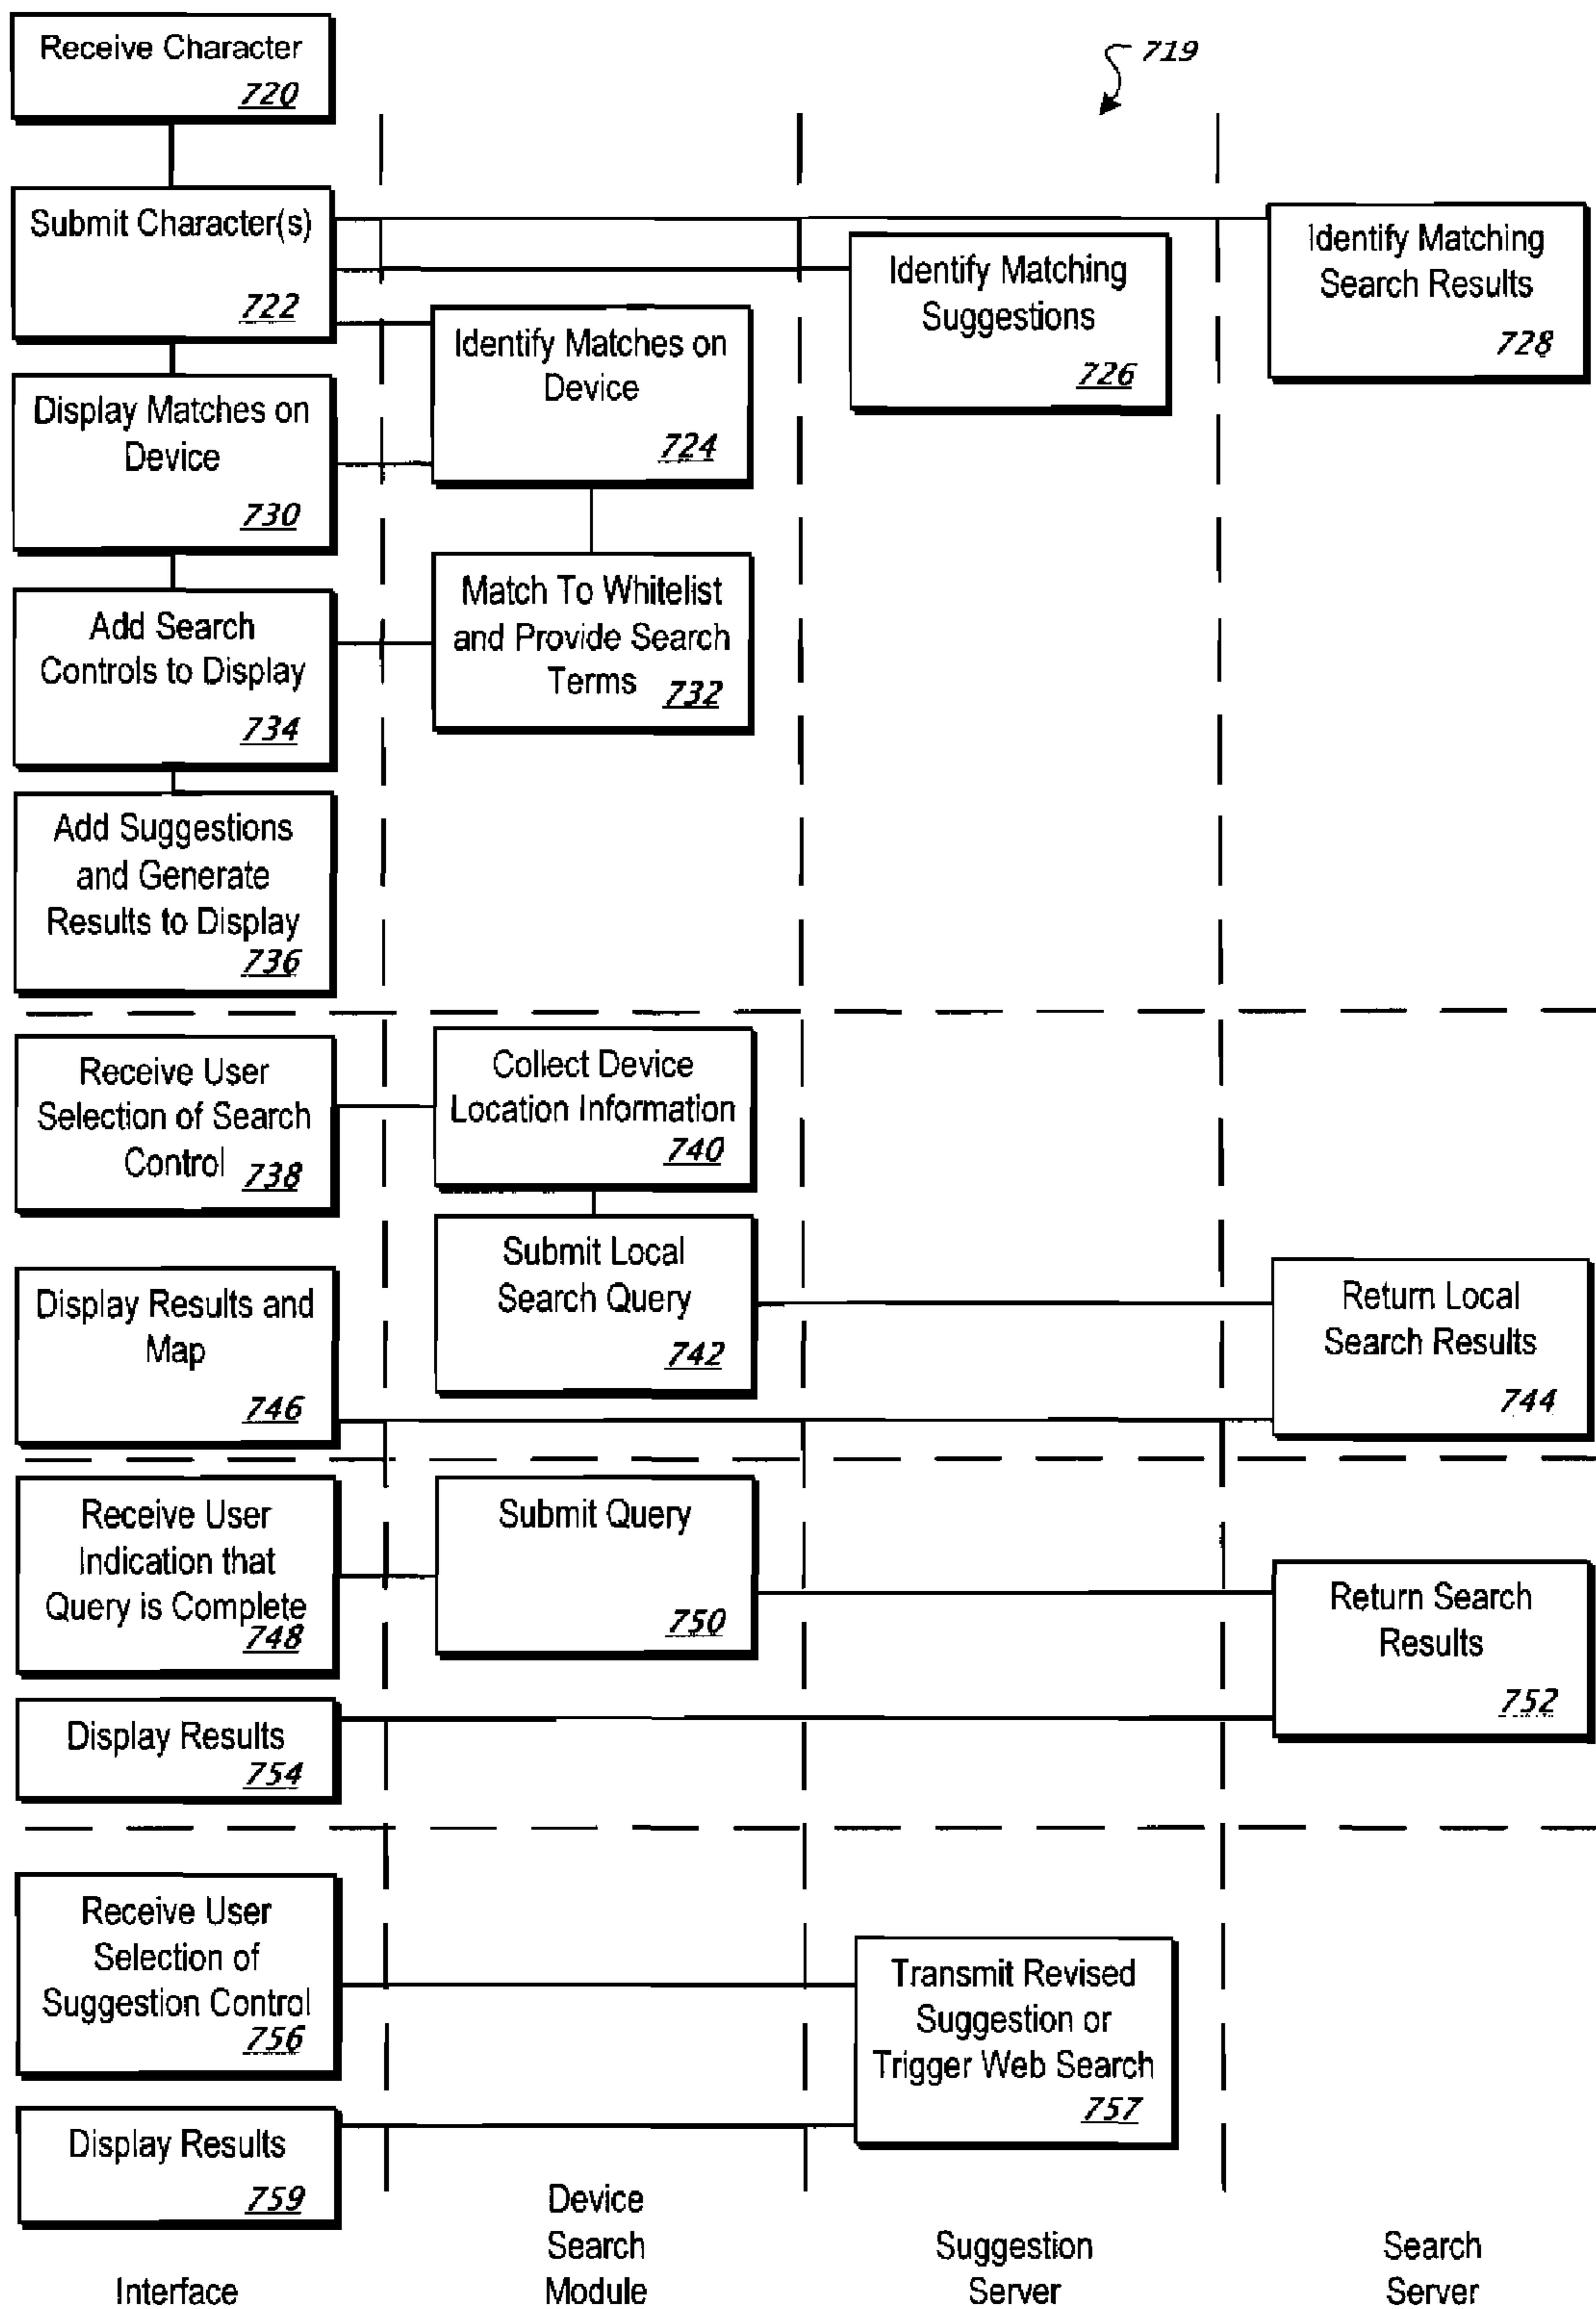 Receive Character
720
719
Submit Character(s)
722
Identify Matching
Search Results
728
Identify Matching
Suggestions
726
Identify Matches on
Device
724
Display Matches on
Device
730
Match To Whitelist
and Provide Search
Terms 732
Add Search
Controls to Display
734
Add Suggestions
and Generate
Results to Display
736
Receive User
Selection of Search
Control 738
Collect Device
Location Information
740
Submit Local
Search Query
742
Return Local
Search Results
744
Display Results and
Map
746
Receive User
Indication that
Query is Complete
748
Submit Query
750
Return Search
Results
752
Display Results
754
Receive User
Selection of
Suggestion Control
756
Transmit Revised
Suggestion or
Trigger Web Search
757
Display Results
759
Interface
Device
Search
Module
Suggestion
Server
Search
Server